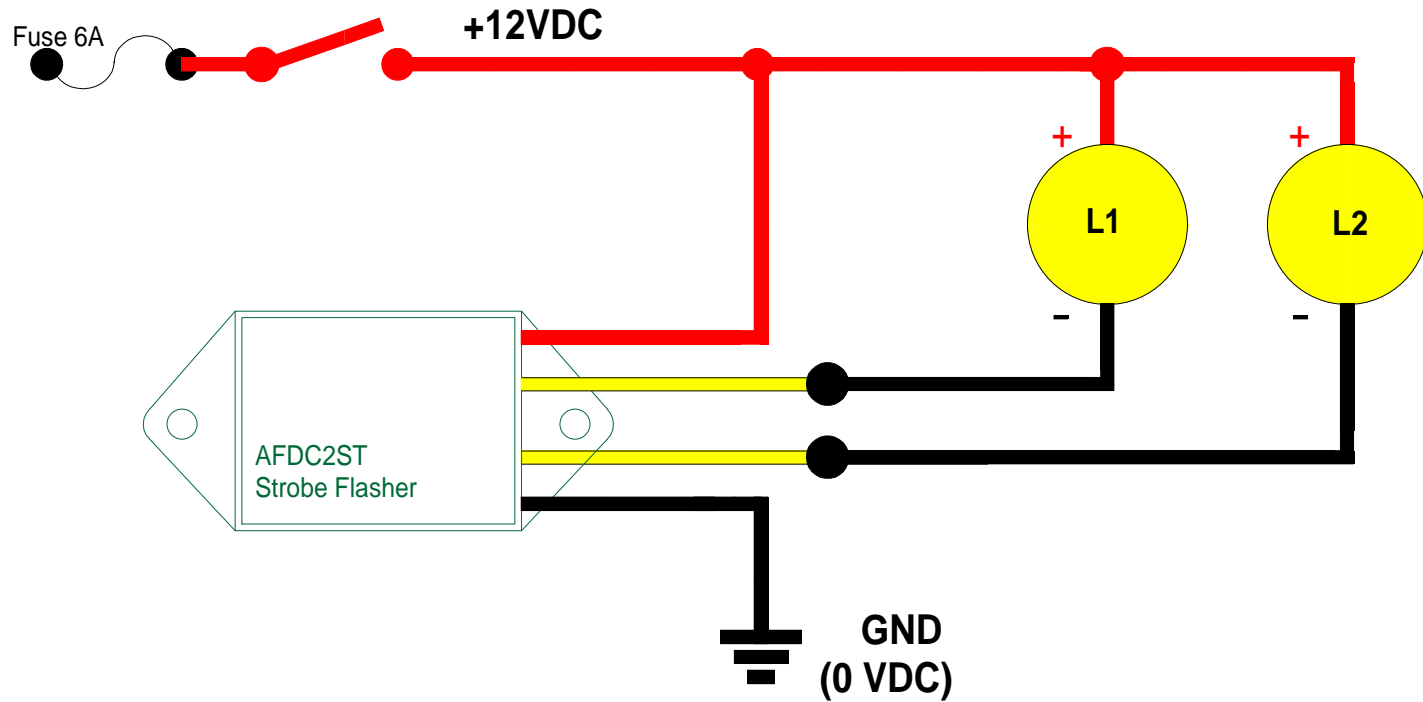 Fuse 6A
+12VDC
+
+
L1
L2
-
-
AFDC2ST
Strobe Flasher
GND
(0 VDC)